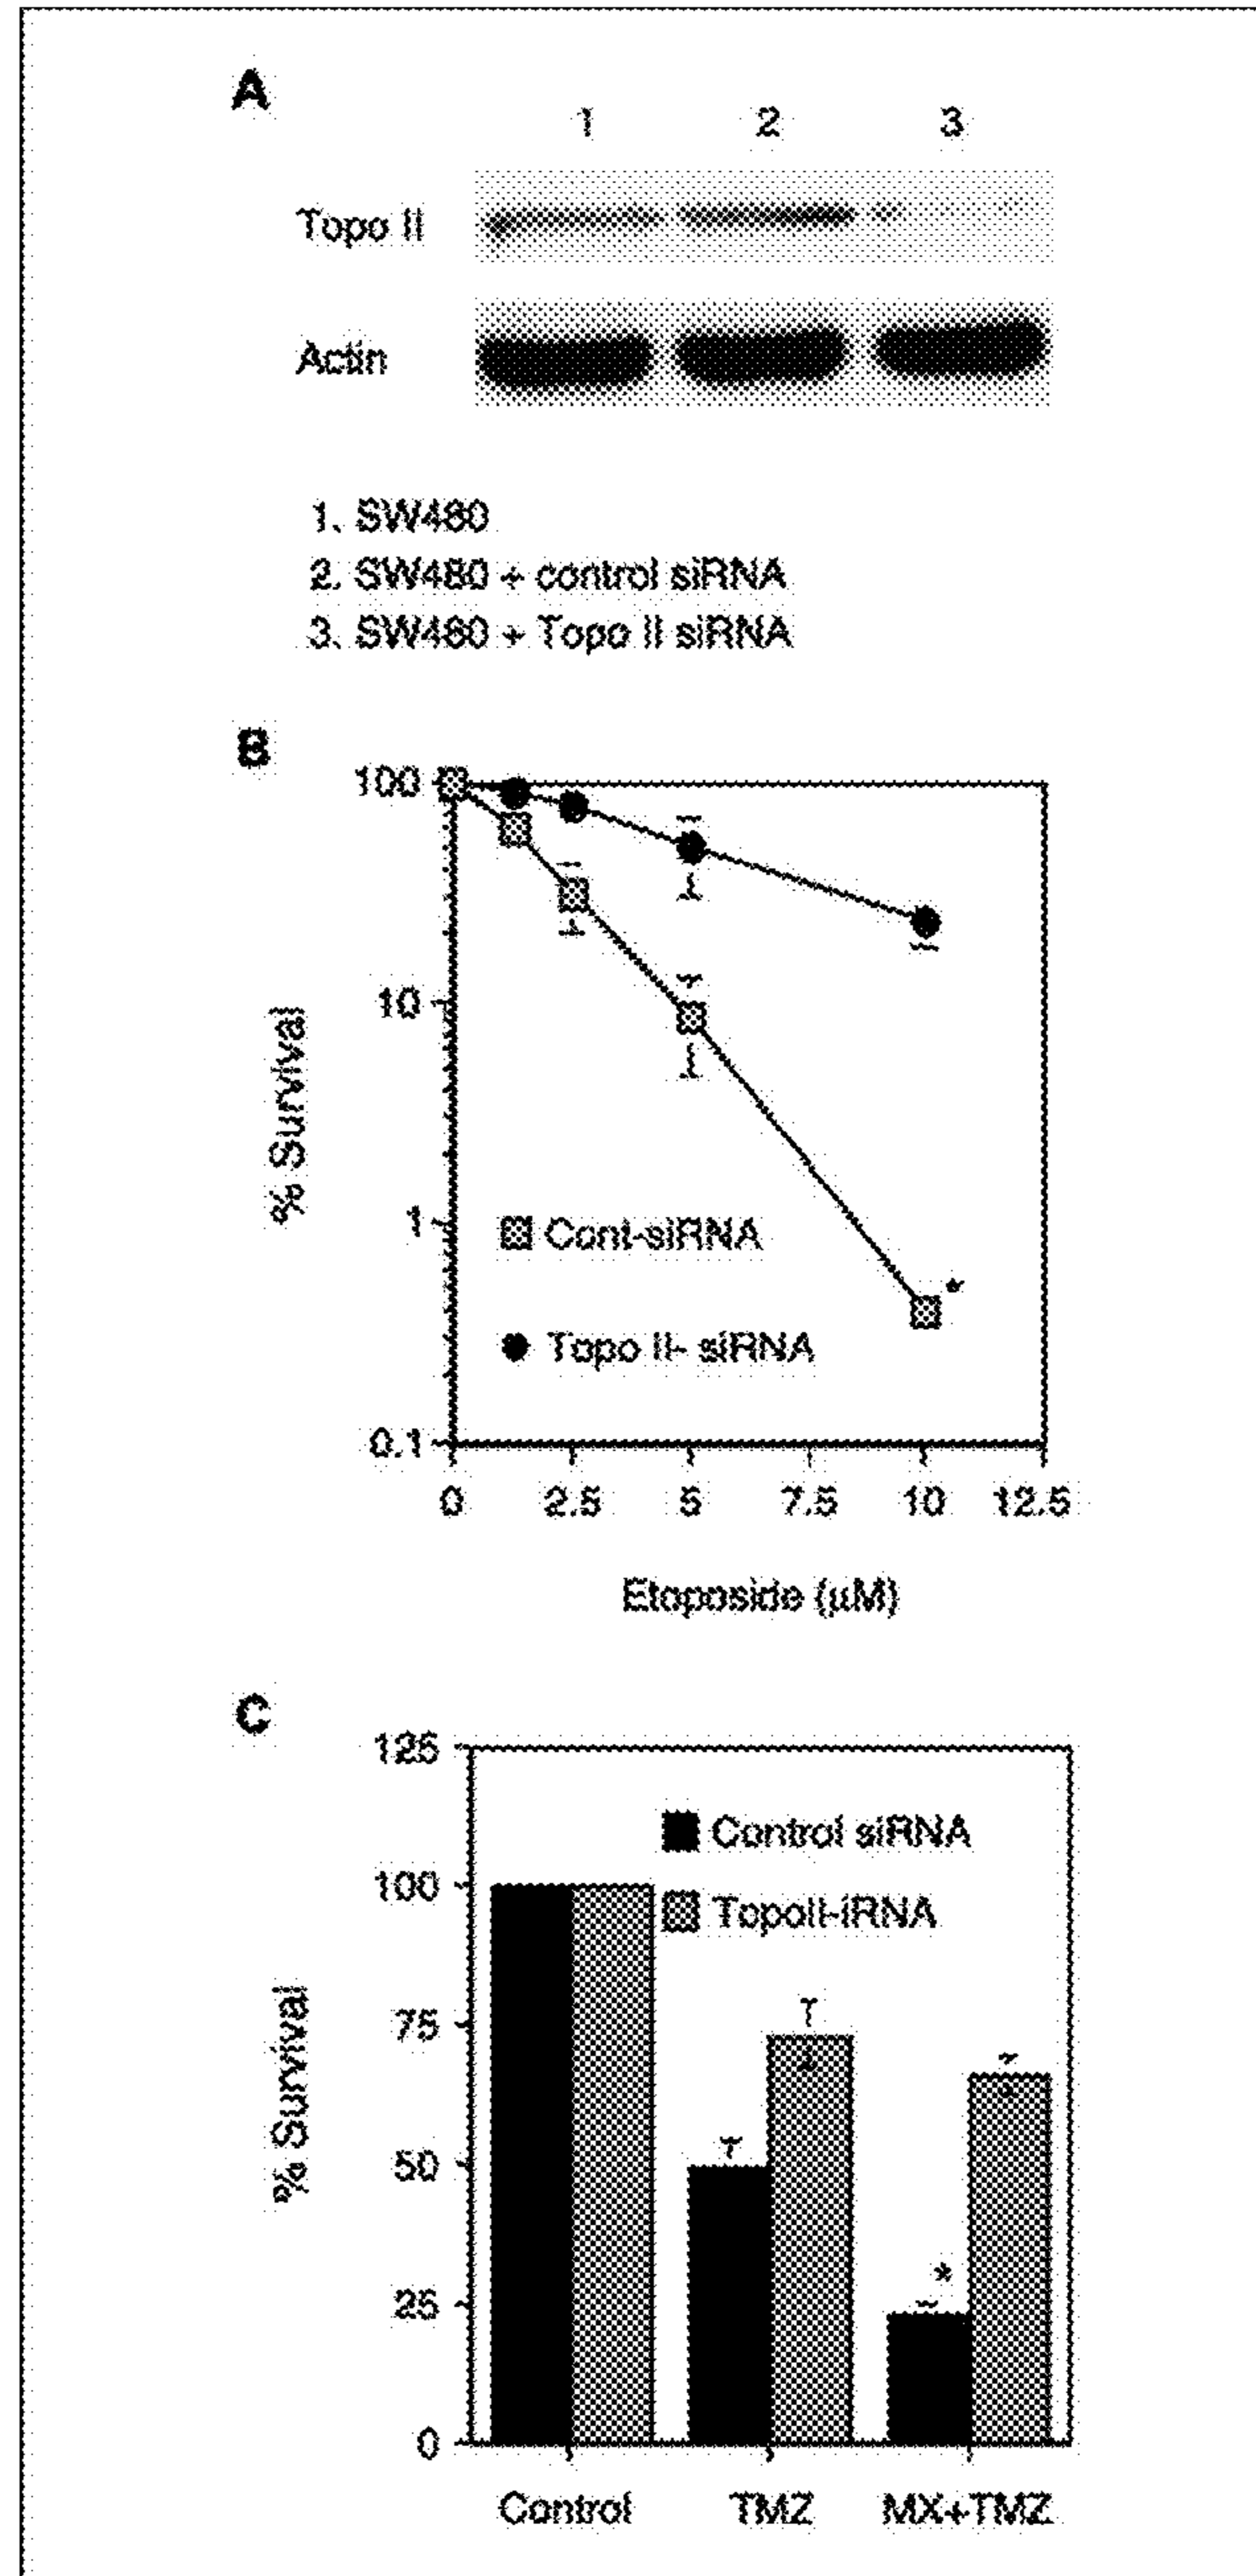 A
1 2 3
Topo II
Actin
1. SW480
2. SW480 + control siRNA
3. SW480 + Topo II siRNA
B
100
10
1
0.1
% Survival
Cont-siRNA
Topo II- siRNA
*
0 2.5 5 7.5 10 12.5
Etoposide (µM)
C
125
100
75
50
25
0
% Survival
Control siRNA
TopoII-iRNA
*
Control TMZ MX+TMZ